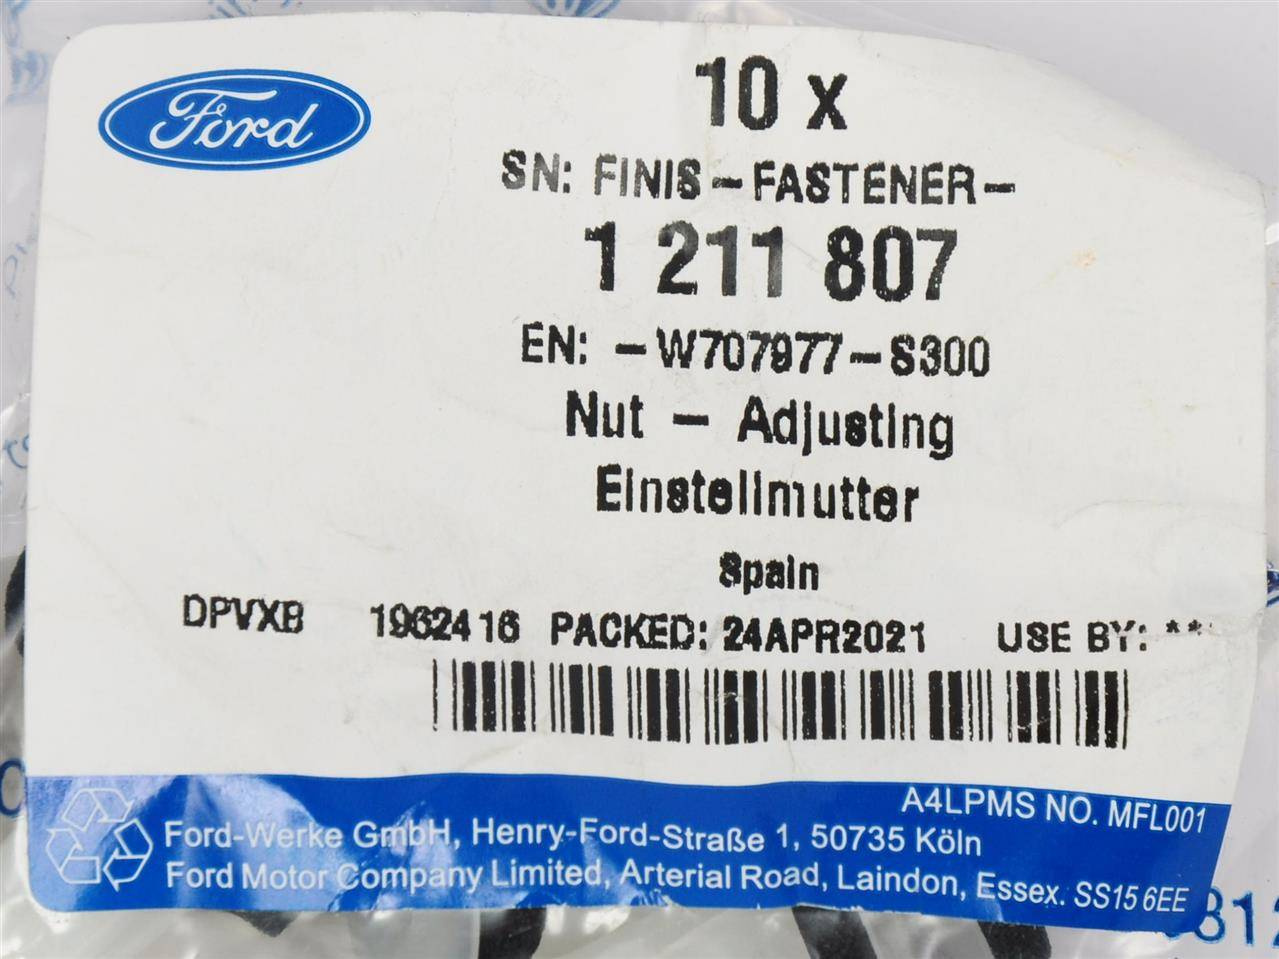 Ford
10 x
SN: FINIS - FASTENER -
1 211 807
EN: - W707977 - S300
Nut - Adjusting
Einstellmutter
Spain
DPVXB 1962416 PACKED: 24APR2021 USE BY: **
A4LPMS NO. MFL001
Ford-Werke GmbH, Henry-Ford-Straße 1, 50735 Köln
Ford Motor Company Limited, Arterial Road, Laindon, Essex. SS15 6EE